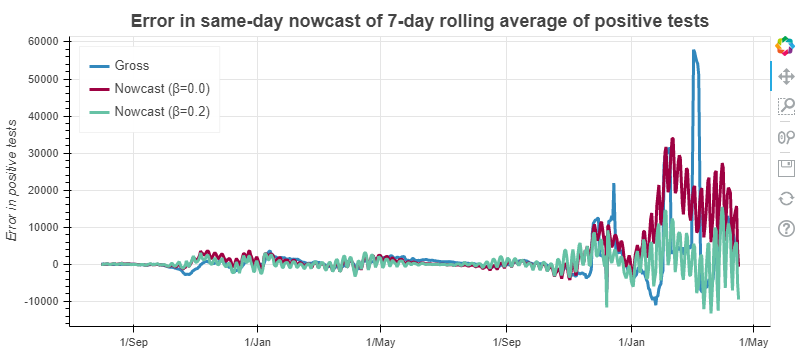 Error in same-day nowcast of 7-day rolling average of positive tests
Error in positive tests
60000
50000
40000
30000
20000
10000
0
-10000
Gross
Nowcast (β=0.0)
Nowcast (β=0.2)
1/Sep
1/Jan
1/May
1/Sep
1/Jan
1/May